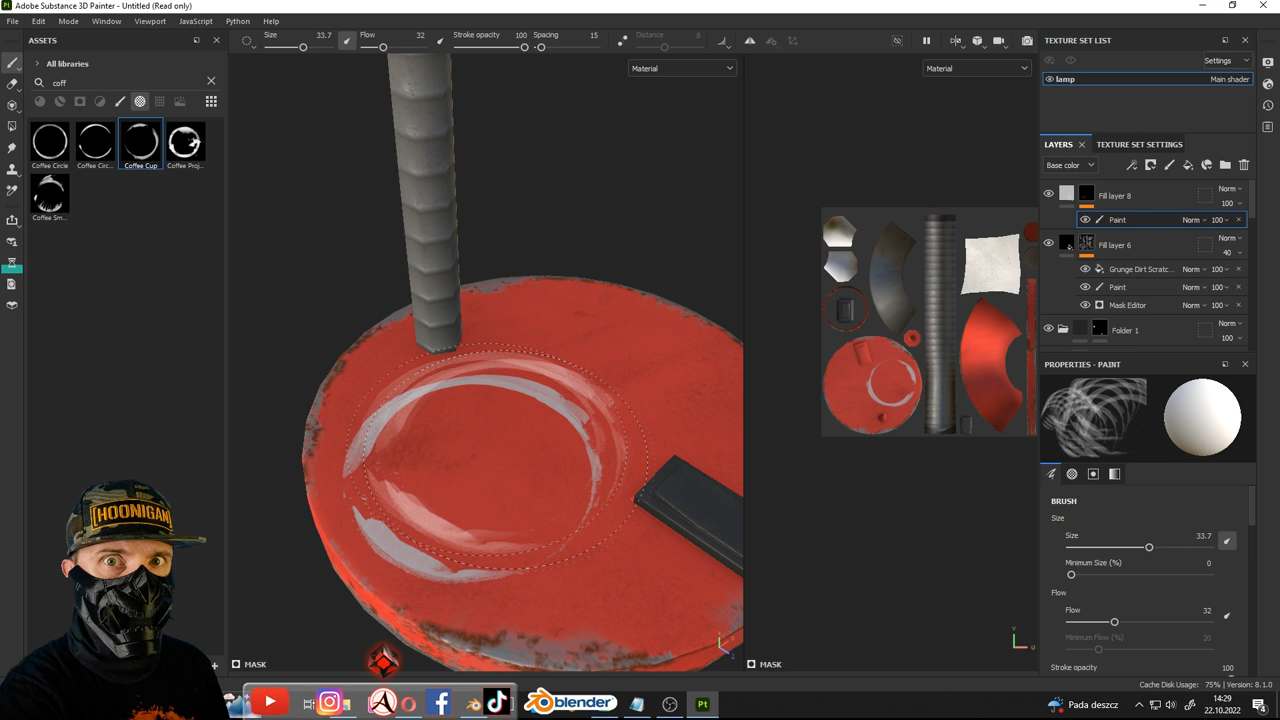 Adobe Substance 3D Painter - Untitled (Read only)
File Edit Mode Window Viewport JavaScript Python Help
ASSETS
Size 33.7
Flow 32
Stroke opacity 100
Spacing 15
Distance 8
All libraries
coff
Coffee Circle
Coffee Circ...
Coffee Cup
Coffee Proj...
Coffee Sm...
Material
Material
MASK
MASK
TEXTURE SET LIST
Settings
lamp Main shader
LAYERS TEXTURE SET SETTINGS
Base color
Fill layer 8 Norm 100
Paint Norm 100
Fill layer 6 Norm 40
Grunge Dirt Scratc... Norm 100
Paint Norm 100
Mask Editor Norm 100
Folder 1 Norm 100
PROPERTIES - PAINT
BRUSH
Size
Size 33.7
Minimum Size (%) 0
Flow
Flow 32
Minimum Flow (%) 20
Stroke opacity 100
Cache Disk Usage: 75% | Version: 8.1.0
HOONIGAN
blender
Pt
Pada deszcz
14:29
22.10.2022